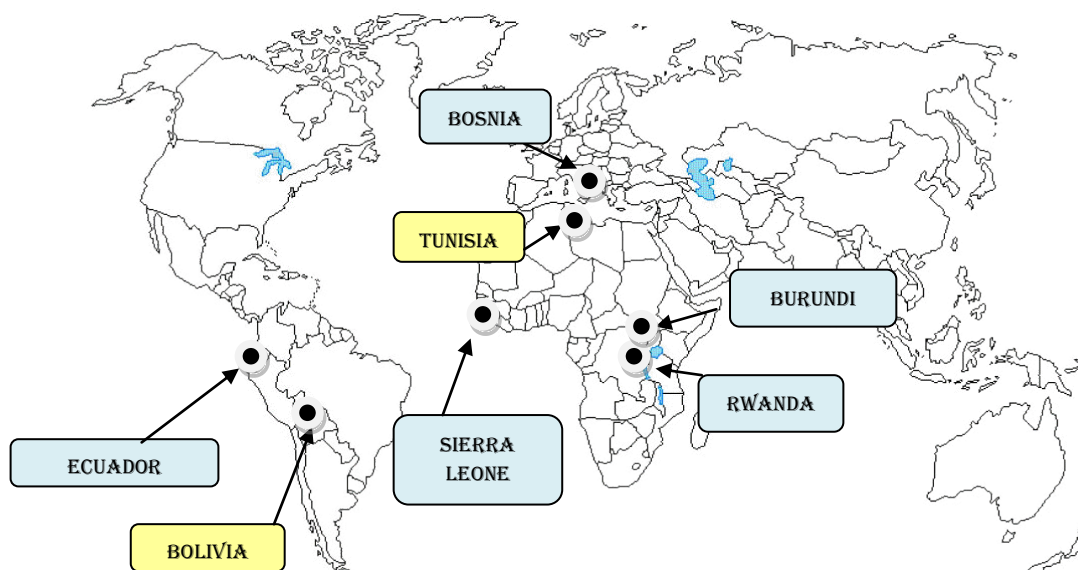 BOSNIA
TUNISIA
BURUNDI
RWANDA
SIERRA
LEONE
ECUADOR
BOLIVIA